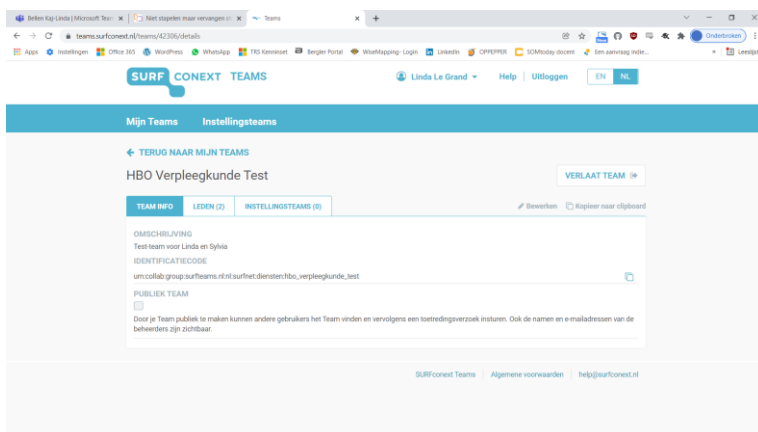 Bellen Kaj-Linda | Microsoft Team
Niet stapelen maar vervangen
Teams
teams.surfconext.nl/teams/42306/details
Onderbroken
Apps Instellingen Office 365 WordPress WhatsApp TRS Kenninset Bergler Portal WiseMapping- Login Linkedin OPPEPPER SOMtoday docent Een aanvraag indie...
Leeslijst
SURF CONEXT TEAMS
Linda Le Grand
Help
Uitloggen
EN
NL
Mijn Teams
Instellingsteams
TERUG NAAR MIJN TEAMS
HBO Verpleegkunde Test
VERLAAT TEAM
TEAM INFO
LEDEN (2)
INSTELLINGSTEAMS (0)
Bewerken
Kopieer naar clipboard
OMSCHRIJVING
Test-team voor Linda en Sylvia
IDENTIFICATIECODE
urn:collab:group:surfteams.nl:nl:surfnet:diensten:hbo_verpleegkunde_test
PUBLIEK TEAM
Door je Team publiek te maken kunnen andere gebruikers het Team vinden en vervolgens een toetredingsverzoek insturen. Ook de namen en e-mailadressen van de
beheerders zijn zichtbaar.
SURFconext Teams
Algemene voorwaarden
help@surfconext.nl